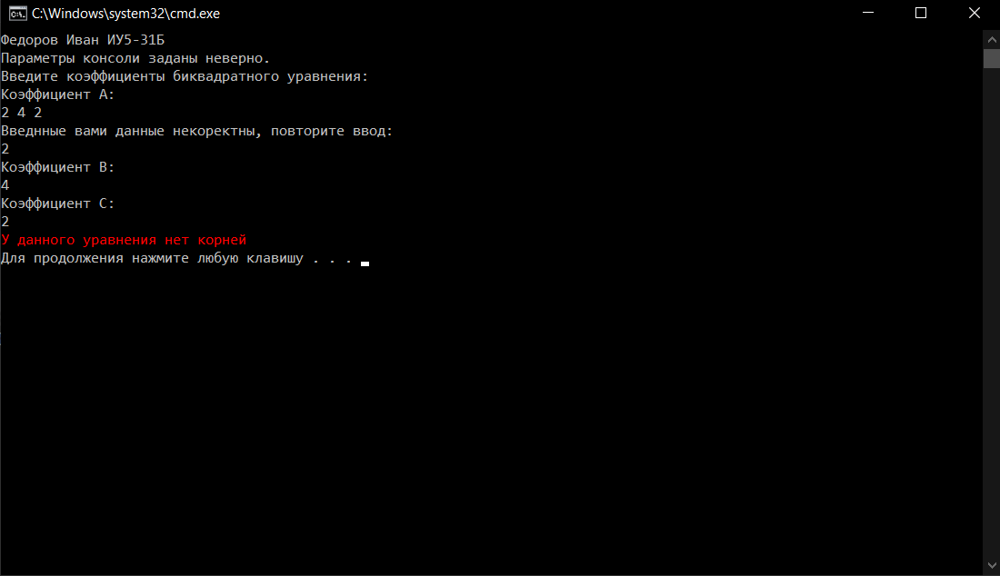 C:\Windows\system32\cmd.exe
Федоров Иван ИУ5-31Б
Параметры консоли заданы неверно.
Введите коэффициенты биквадратного уравнения:
Коэффициент А:
2 4 2
Введнные вами данные некоректны, повторите ввод:
2
Коэффициент В:
4
Коэффициент С:
2
У данного уравнения нет корней
Для продолжения нажмите любую клавишу . . .